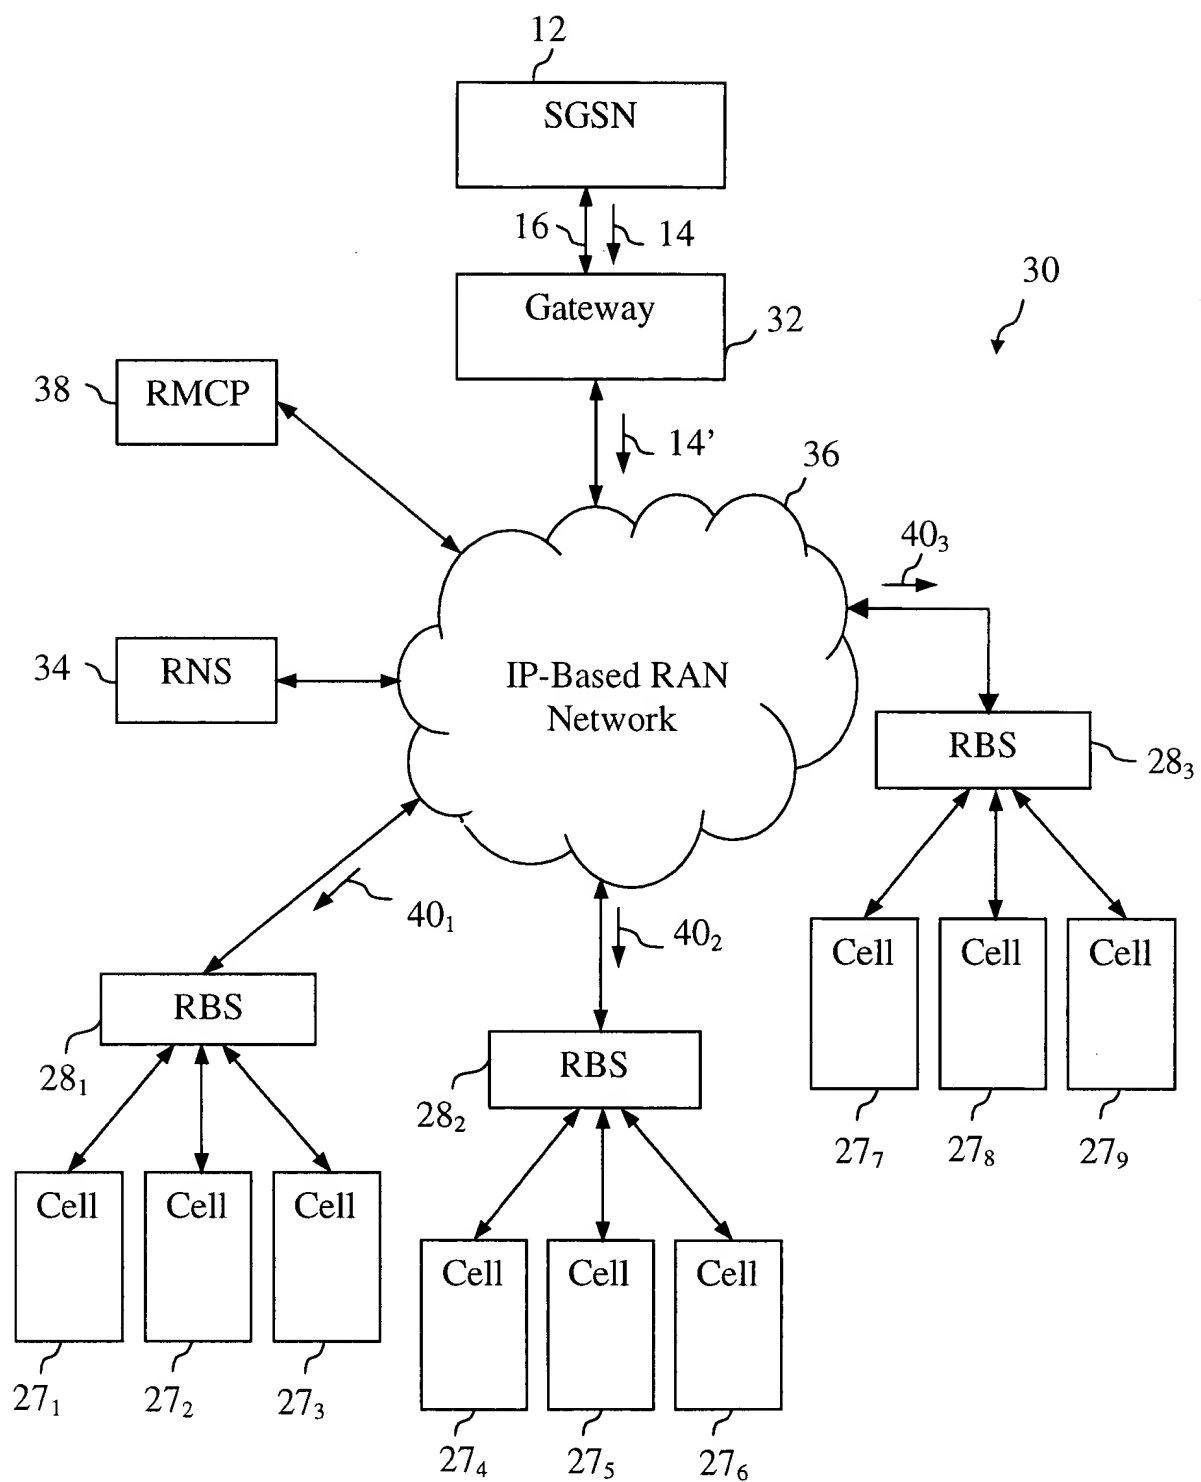 12
SGSN
16
14
30
Gateway
32
38
RMCP
14’
36
40₃
34
RNS
IP-Based RAN
Network
RBS
28₃
40₁
40₂
Cell
Cell
Cell
RBS
28₁
RBS
28₂
27₇
27₈
27₉
Cell
Cell
Cell
Cell
Cell
Cell
27₁
27₂
27₃
27₄
27₅
27₆